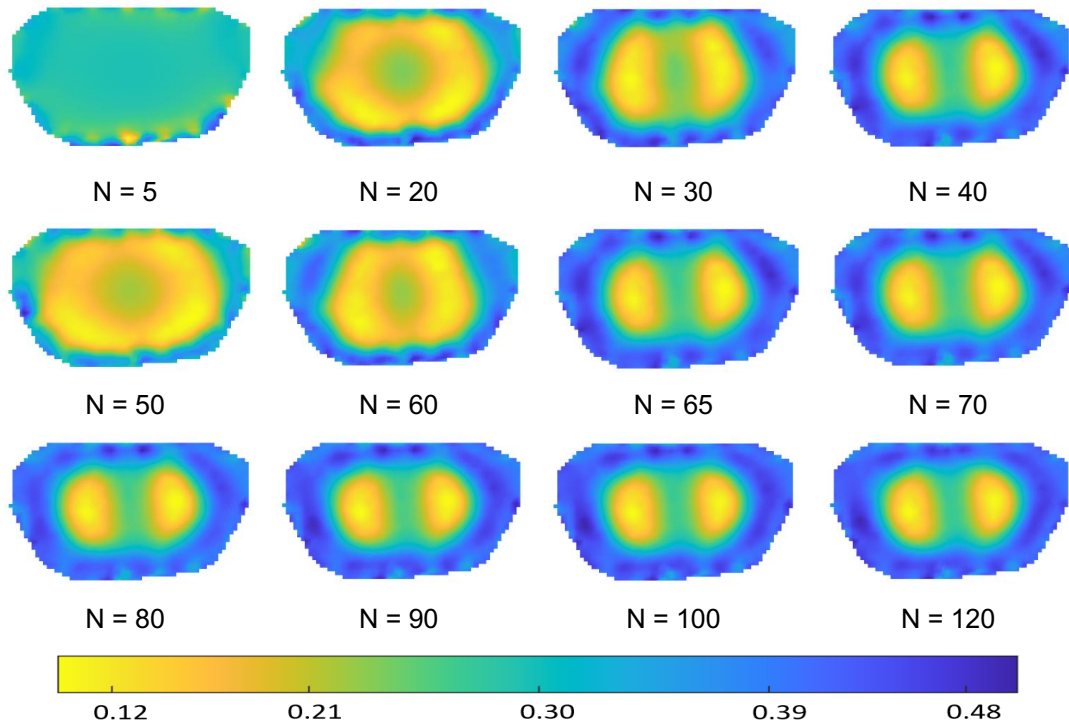 N = 5 N = 20 N = 30 N = 40
N = 50 N = 60 N = 65 N = 70
N = 80 N = 90 N = 100 N = 120
0.12 0.21 0.30 0.39 0.48